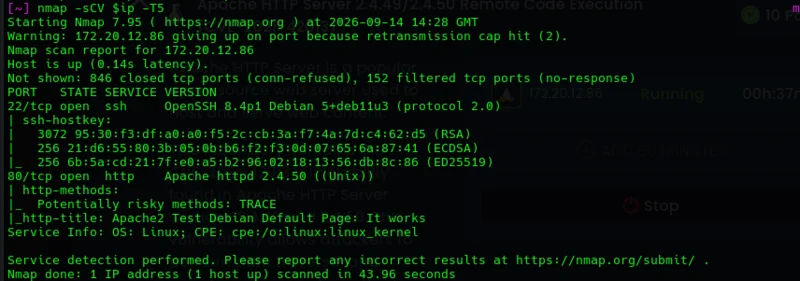 [~] nmap -sCV $ip -T5
Starting Nmap 7.95 ( https://nmap.org ) at 2026-09-14 14:28 GMT
Warning: 172.20.12.86 giving up on port because retransmission cap hit (2).
Nmap scan report for 172.20.12.86
Host is up (0.14s latency).
Not shown: 846 closed tcp ports (conn-refused), 152 filtered tcp ports (no-response)
PORT   STATE SERVICE VERSION
22/tcp open  ssh     OpenSSH 8.4p1 Debian 5+deb11u3 (protocol 2.0)
| ssh-hostkey:
|   3072 95:30:f3:df:a0:a0:f5:2c:cb:3a:f7:4a:7d:c4:62:d5 (RSA)
|   256 21:d6:55:80:3b:05:0b:b6:f2:f3:0d:07:65:6a:87:41 (ECDSA)
|_  256 6b:5a:cd:21:7f:e0:a5:b2:96:02:18:13:56:db:8c:86 (ED25519)
80/tcp open  http    Apache httpd 2.4.50 ((Unix))
| http-methods:
|_  Potentially risky methods: TRACE
|_http-title: Apache2 Test Debian Default Page: It works
Service Info: OS: Linux; CPE: cpe:/o:linux:linux_kernel
Service detection performed. Please report any incorrect results at https://nmap.org/submit/ .
Nmap done: 1 IP address (1 host up) scanned in 43.96 seconds
Apache HTTP Server 2.4.49/2.4.50 Remote Code Execution
172.20.12.86
Running
Stop